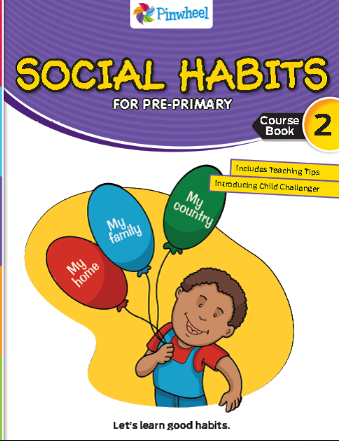 Pinwheel
SOCIAL HABITS
FOR PRE-PRIMARY
Course
Book 2
Includes Teaching Tips
Introducing Child Challenger
My
country
My
family
My
home
Let's learn good habits.